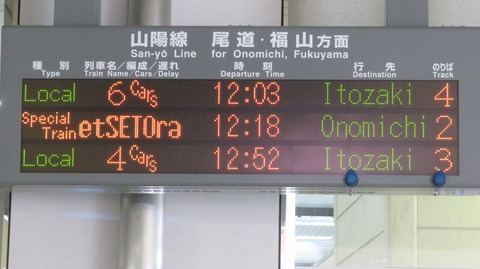 山陽線 尾道・福山方面
San-yō Line for Onomichi, Fukuyama
種別 列車名／編成／遅れ 時刻 行先 のりば
Type Train Name/Cars/Delay Departure Time Destination Track
Local 6 Cars 12:03 Itozaki 4
Special Train etSETOra 12:18 Onomichi 2
Local 4 Cars 12:52 Itozaki 3